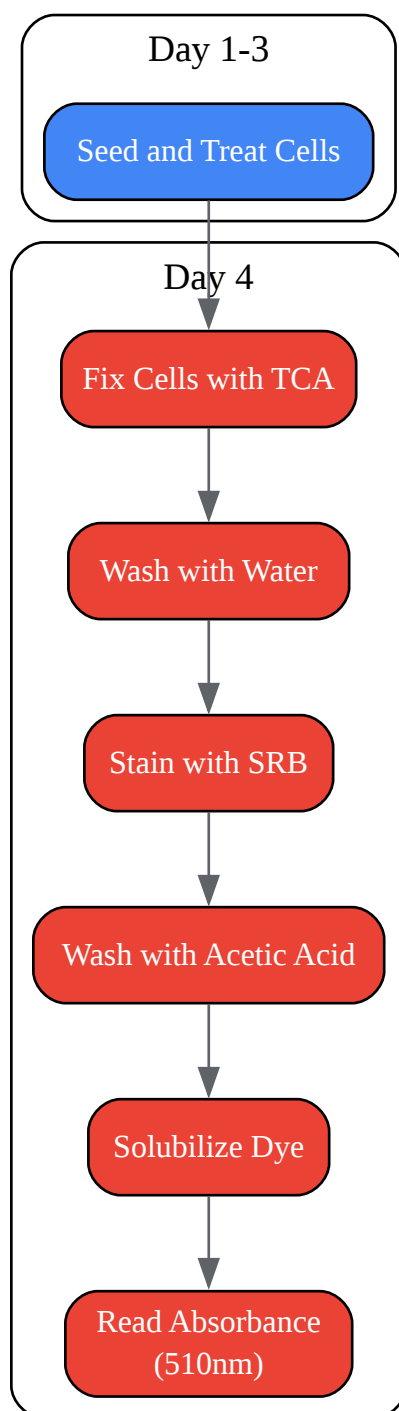 Day 1-3
Seed and Treat Cells
Day 4
Fix Cells with TCA
Wash with Water
Stain with SRB
Wash with Acetic Acid
Solubilize Dye
Read Absorbance
(510nm)